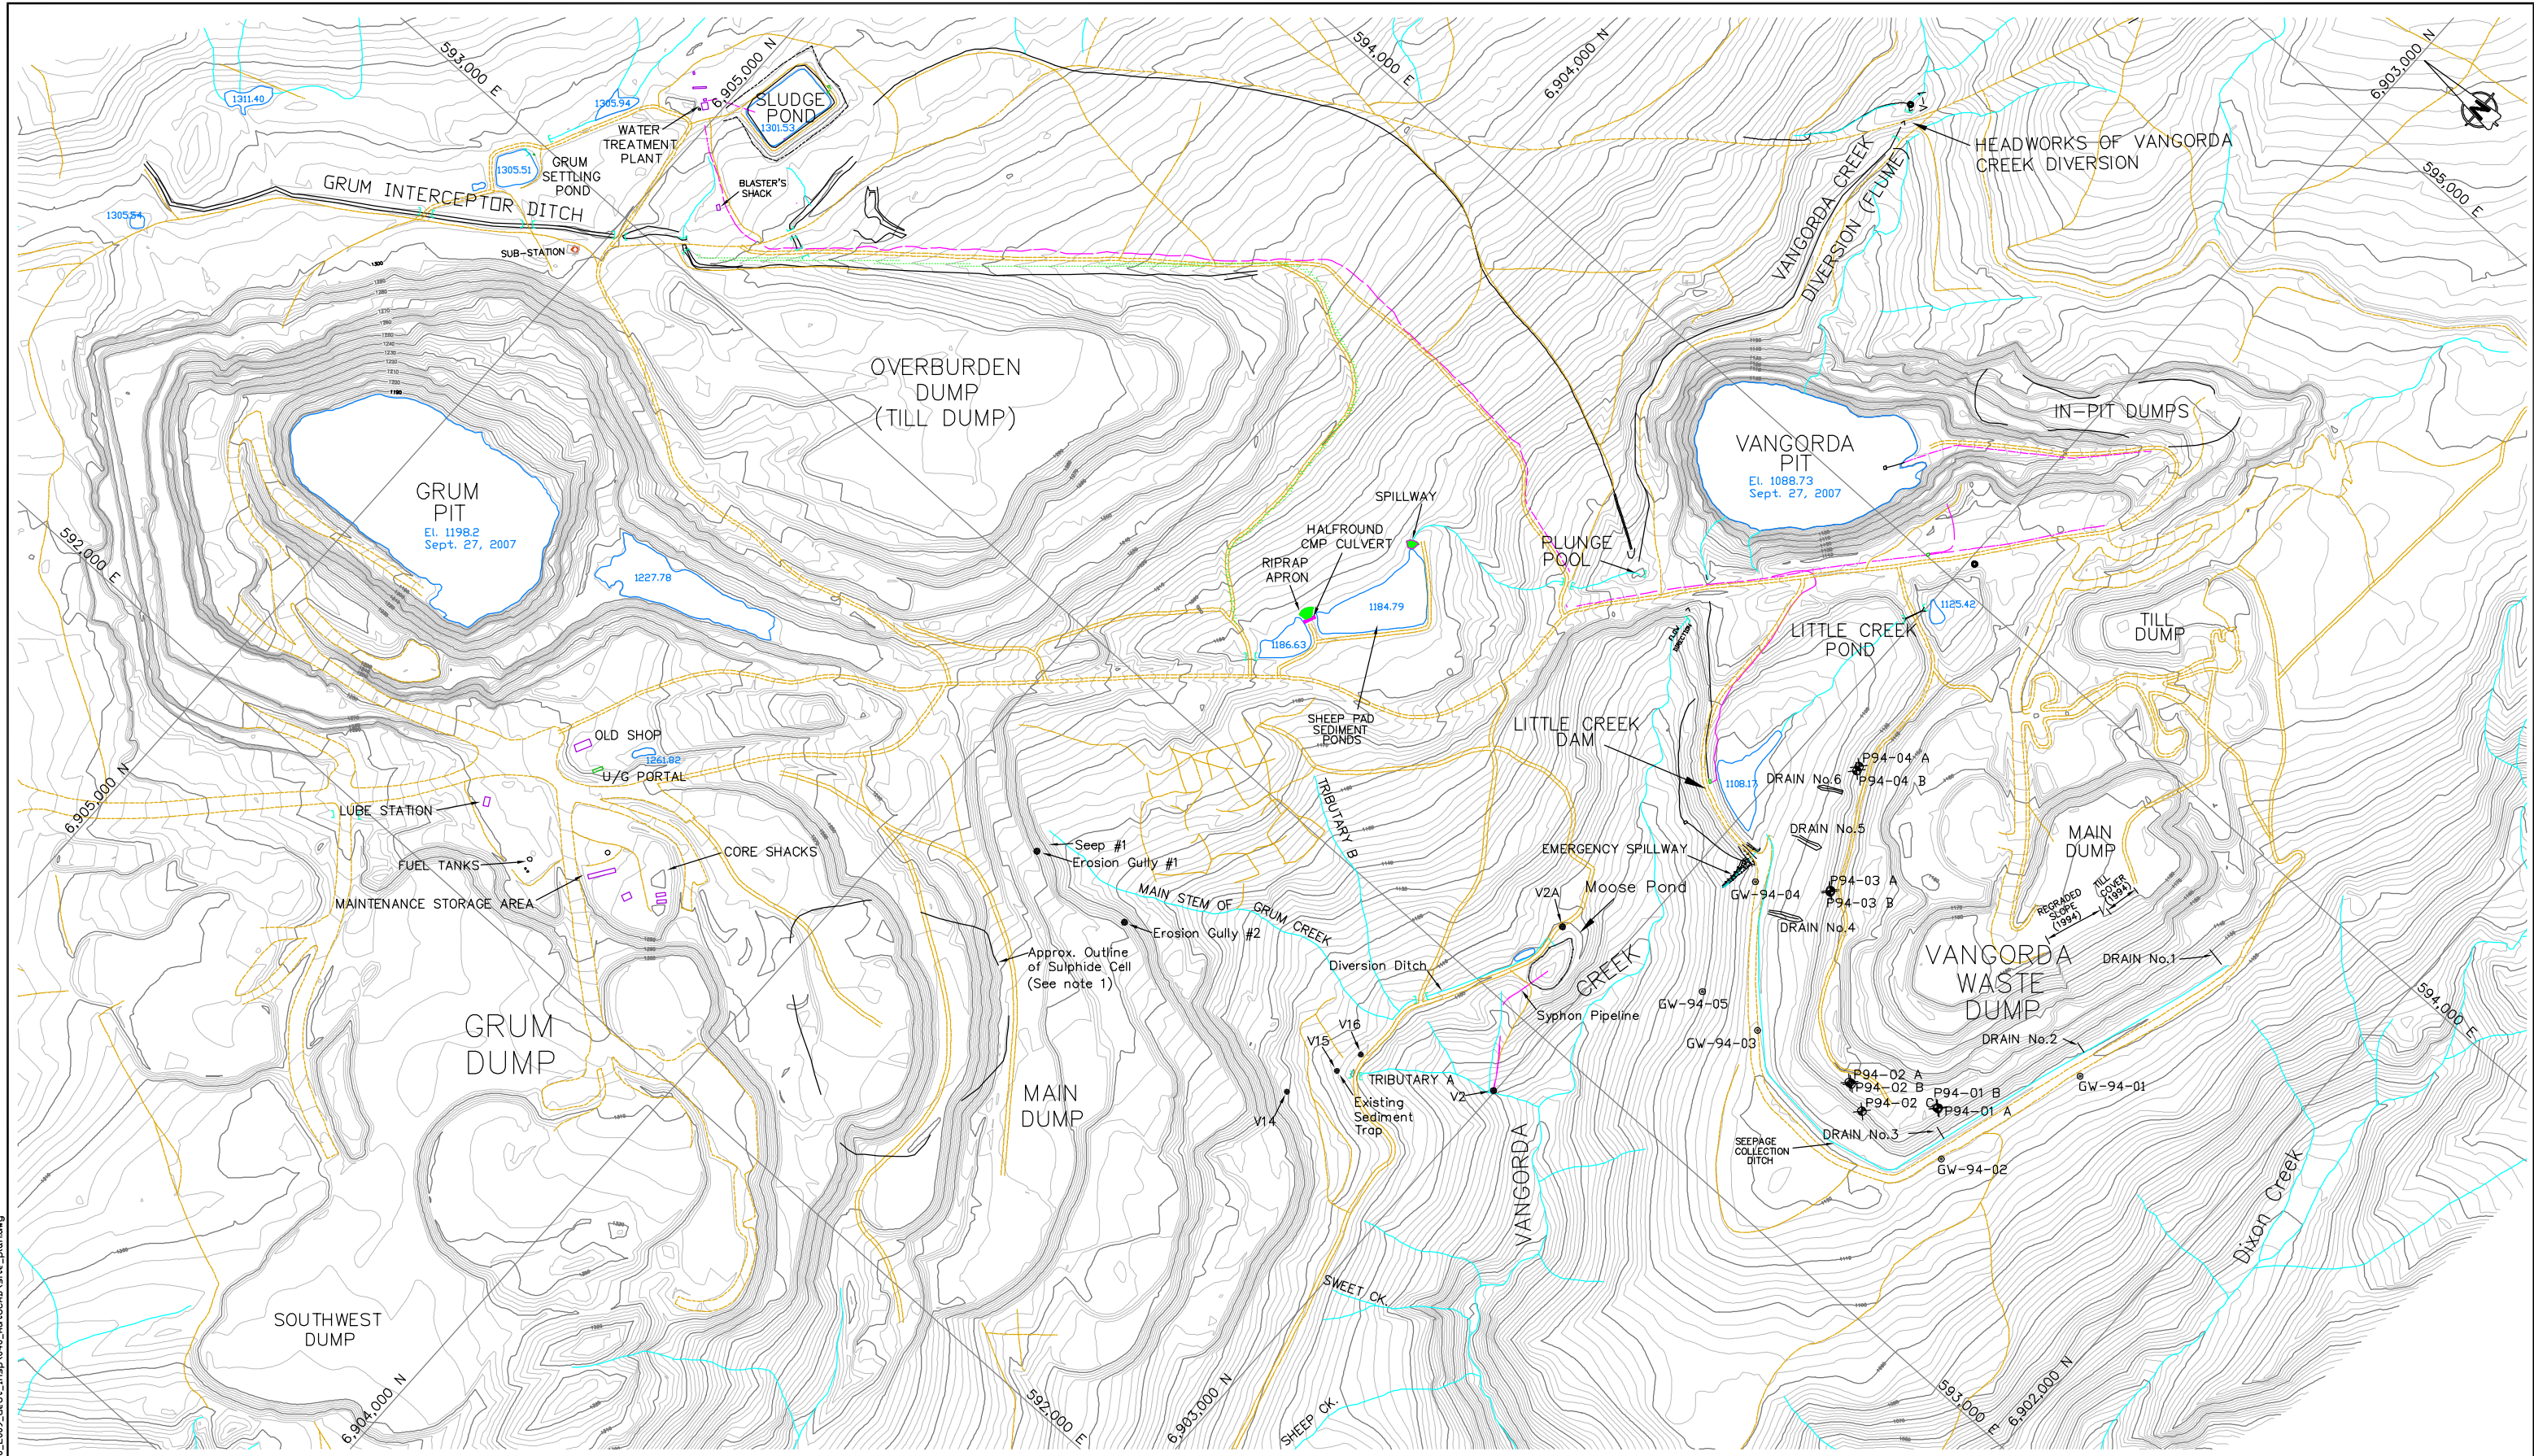 593,000 E
6,905,000 N
594,000 E
6,904,000 N
6,903,000 N
595,000 E
N
1311.40
1305.94
WATER
TREATMENT
PLANT
SLUDGE
POND
1301.53
V-1
HEADWORKS OF VANGORDA
CREEK DIVERSION
VANGORDA CREEK
DIVERSION (FLUME)
1305.51
GRUM
SETTLING
POND
BLASTER'S
SHACK
GRUM INTERCEPTOR DITCH
1305.54
SUB-STATION
OVERBURDEN
DUMP
(TILL DUMP)
GRUM
PIT
El. 1198.2
Sept. 27, 2007
VANGORDA
PIT
El. 1088.73
Sept. 27, 2007
IN-PIT DUMPS
592,000 E
1227.78
SPILLWAY
HALFROUND
CMP CULVERT
RIPRAP
APRON
1184.79
1186.63
PLUNGE
POOL
FLOW
DIRECTION
1125.42
LITTLE CREEK
POND
TILL
DUMP
SHEEP PAD
SEDIMENT
PONDS
LITTLE CREEK
DAM
1108.17
OLD SHOP
1261.82
U/G PORTAL
LUBE STATION
6,905,000 N
FUEL TANKS
MAINTENANCE STORAGE AREA
CORE SHACKS
Seep #1
Erosion Gully #1
Erosion Gully #2
TRIBUTARY B
MAIN STEM OF GRUM CREEK
EMERGENCY SPILLWAY
DRAIN No.6
P94-04 A
P94-04 B
DRAIN No.5
GW-94-04
P94-03 A
P94-03 B
DRAIN No.4
MAIN
DUMP
REGRADED
SLOPE
(1994)
TILL
COVER
(1994)
V2A
Moose Pond
Approx. Outline
of Sulphide Cell
(See note 1)
Diversion Ditch
Syphon Pipeline
CREEK
VANGORDA
WASTE
DUMP
DRAIN No.1
DRAIN No.2
594,000 E
GW-94-05
GW-94-03
GW-94-01
GRUM
DUMP
MAIN
DUMP
V16
V15
V14
TRIBUTARY A
V2
Existing
Sediment
Trap
P94-02 A
P94-02 B
P94-02 C
P94-01 B
P94-01 A
DRAIN No.3
SEEPAGE
COLLECTION
DITCH
GW-94-02
VANGORDA
Dixon Creek
SWEET CK.
SHEEP CK.
SOUTHWEST
DUMP
6,904,000 N
592,000 E
6,903,000 N
593,000 E
6,902,000 N